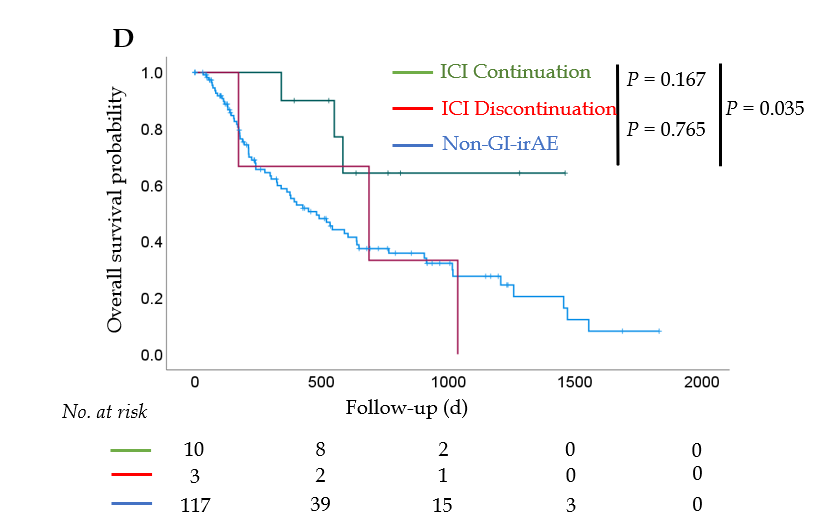 D
Overall survival probability
1.0
0.8
0.6
0.4
0.2
0.0
ICI Continuation
ICI Discontinuation
Non-GI-irAE
P = 0.167
P = 0.765
P = 0.035
0 500 1000 1500 2000
Follow-up (d)
No. at risk
10 8 2 0 0
3 2 1 0 0
117 39 15 3 0